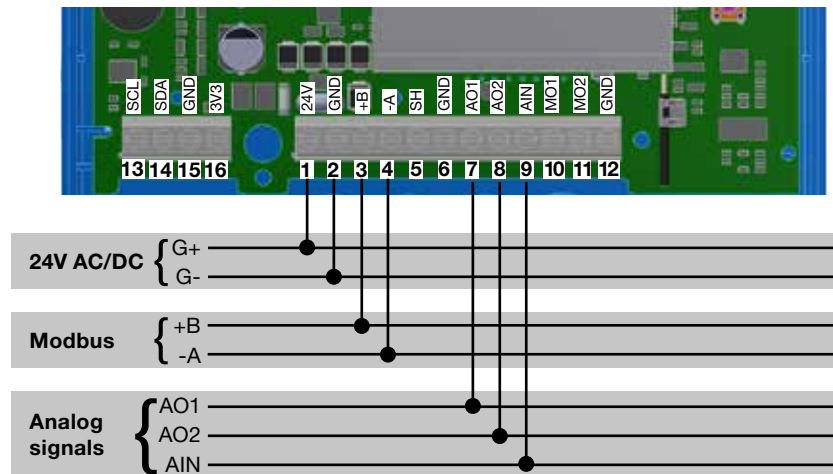 SCL SDA GND 3V3 24V GND +B -A SH GND AO1 AO2 AIN MO1 MO2 GND
13 14 15 16 1 2 3 4 5 6 7 8 9 10 11 12
24V AC/DC { G+
G-
Modbus { +B
-A
Analog signals { AO1
AO2
AIN